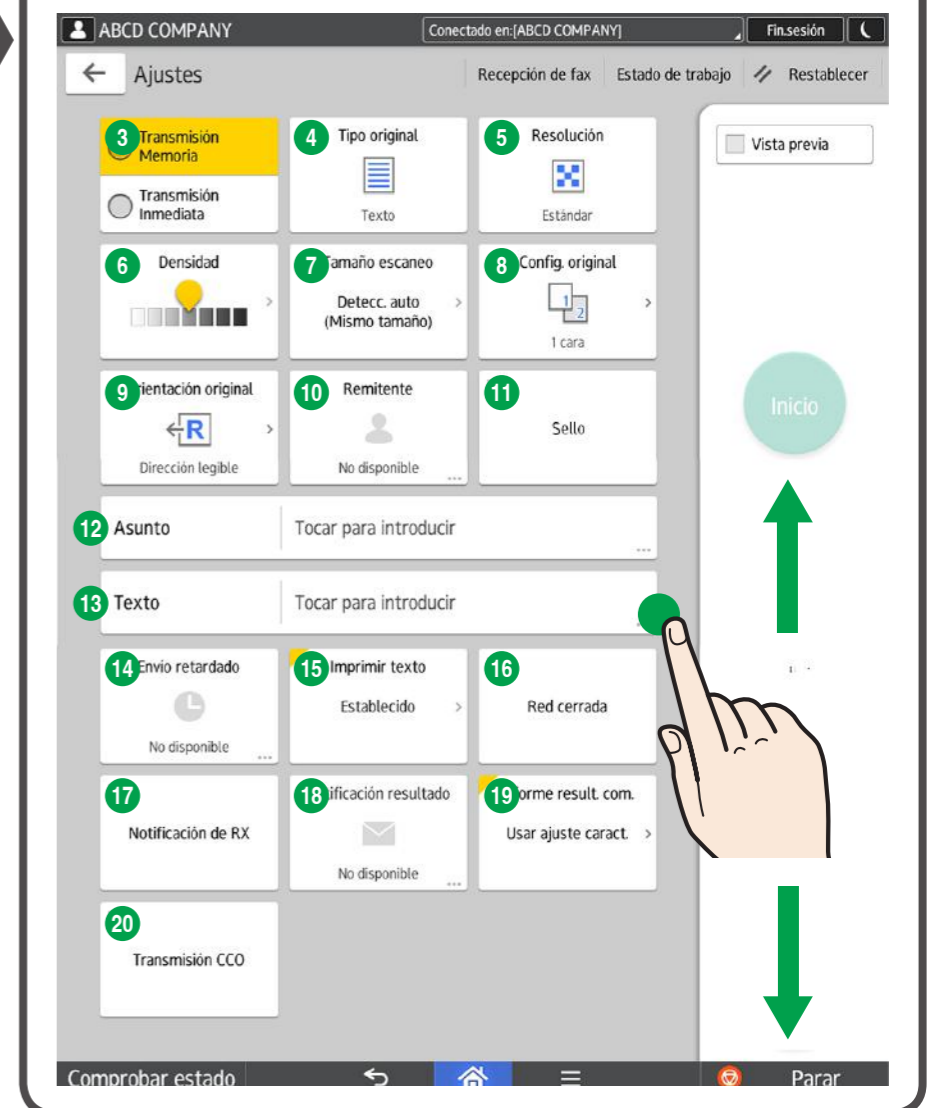 ABCD COMPANY
Conectado en:[ABCD COMPANY]
Fin.sesión
Ajustes
Recepción de fax
Estado de trabajo
Restablecer
3
Transmisión
Memoria
Transmisión
Inmediata
4
Tipo original
Texto
5
Resolución
Estándar
Vista previa
6
Densidad
7
Tamaño escaneo
Detecc. auto
(Mismo tamaño)
8
Config. original
1
2
1 cara
9
rientación original
R
Dirección legible
10
Remitente
No disponible
11
Sello
Inicio
12
Asunto
Tocar para introducir
...
13
Texto
Tocar para introducir
14
Envio retardado
No disponible
...
15
Imprimir texto
Establecido
16
Red cerrada
17
Notificación de RX
18
ificación resultado
No disponible
...
19
orme result. com.
Usar ajuste caract.
20
Transmisión CCO
Comprobar estado
Parar